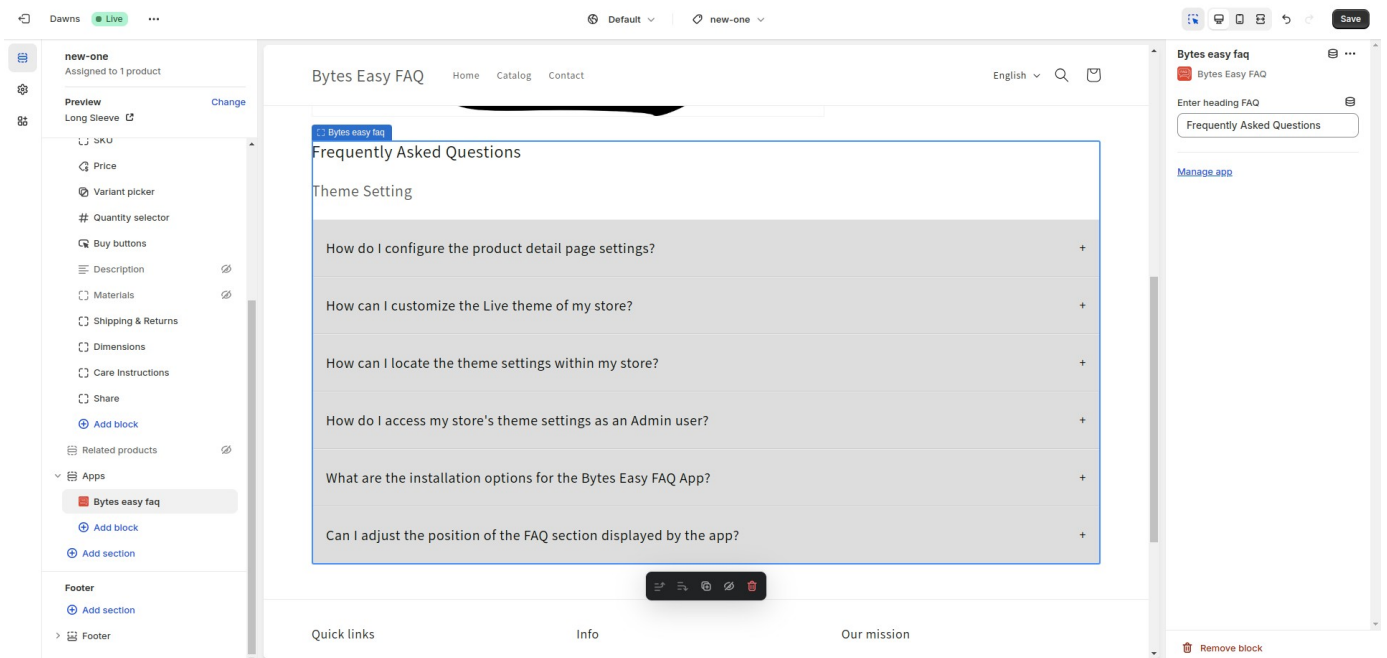 Dawns
Live
Default
new-one
Save
new-one
Assigned to 1 product
Preview
Change
Long Sleeve
SKU
Price
Variant picker
Quantity selector
Buy buttons
Description
Materials
Shipping & Returns
Dimensions
Care Instructions
Share
Add block
Related products
Apps
Bytes easy faq
Add block
Add section
Footer
Add section
Footer
Bytes Easy FAQ
Home
Catalog
Contact
English
Bytes easy faq
Frequently Asked Questions
Theme Setting
How do I configure the product detail page settings? +
How can I customize the Live theme of my store? +
How can I locate the theme settings within my store? +
How do I access my store's theme settings as an Admin user? +
What are the installation options for the Bytes Easy FAQ App? +
Can I adjust the position of the FAQ section displayed by the app? +
Quick links
Info
Our mission
Bytes easy faq
Bytes Easy FAQ
Enter heading FAQ
Frequently Asked Questions
Manage app
Remove block